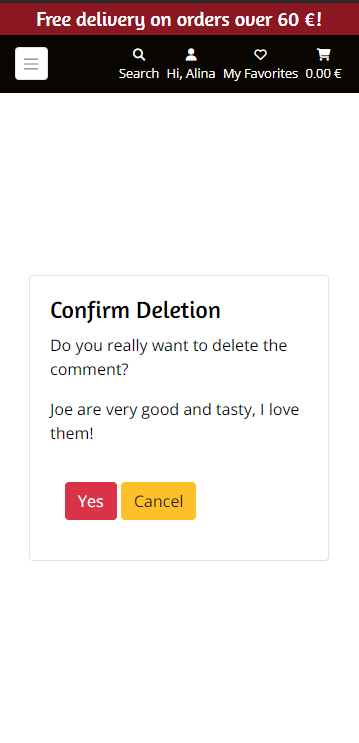 Free delivery on orders over 60 €!
Search Hi, Alina My Favorites 0.00 €
Confirm Deletion
Do you really want to delete the
comment?
Joe are very good and tasty, I love
them!
Yes Cancel